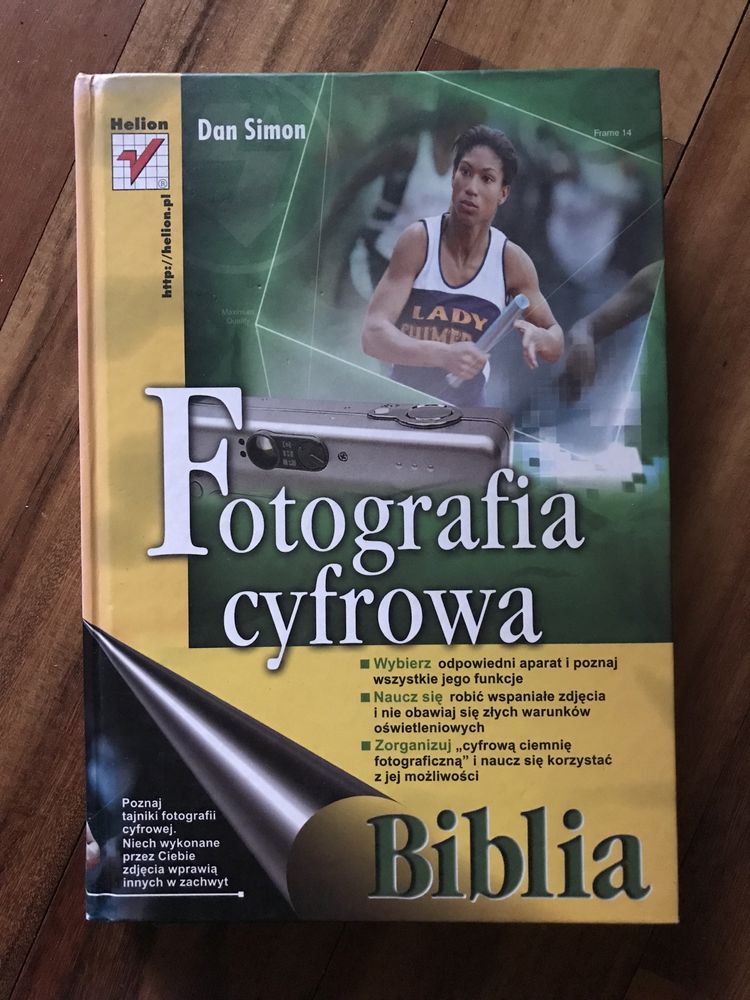 Helion
®
http://helion.pl
Dan Simon
Frame 14
Maximum
Quality
LADY
Fotografia
cyfrowa
■ Wybierz odpowiedni aparat i poznaj
wszystkie jego funkcje
■ Naucz się robić wspaniałe zdjęcia
i nie obawiaj się złych warunków
oświetleniowych
■ Zorganizuj „cyfrową ciemnię
fotograficzną” i naucz się korzystać
z jej możliwości
Poznaj
tajniki fotografii
cyfrowej.
Niech wykonane
przez Ciebie
zdjęcia wprawią
innych w zachwyt
Biblia